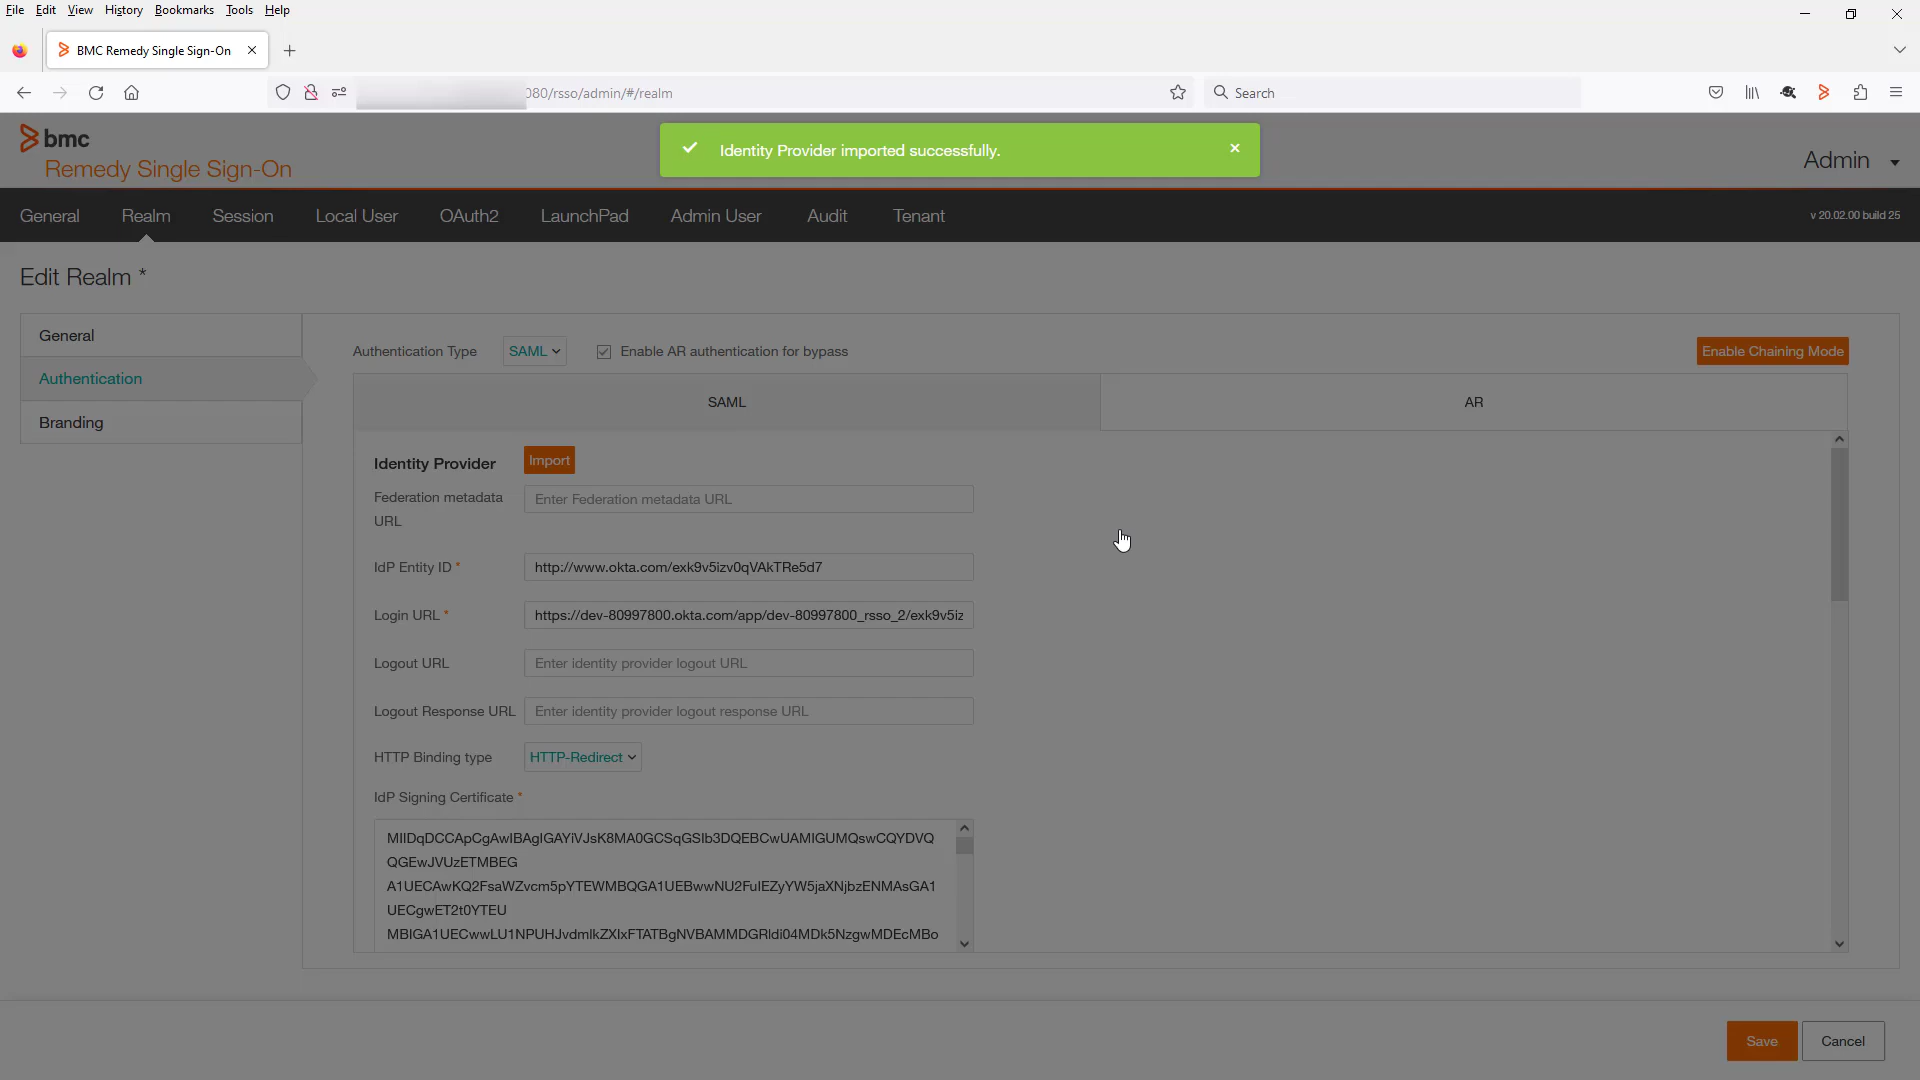 File Edit View History Bookmarks Tools Help
BMC Remedy Single Sign-On
080/rsso/admin/#/realm
Search
bmc
Remedy Single Sign-On
Identity Provider imported successfully.
Admin
General Realm Session Local User OAuth2 LaunchPad Admin User Audit Tenant
v 20.02.00 build 25
Edit Realm *
General
Authentication
Branding
Authentication Type SAML Enable AR authentication for bypass Enable Chaining Mode
SAML AR
Identity Provider Import
Federation metadata
URL
Enter Federation metadata URL
IdP Entity ID * http://www.okta.com/exk9v5izv0qVAkTRe5d7
Login URL * https://dev-80997800.okta.com/app/dev-80997800_rsso_2/exk9v5iz
Logout URL Enter identity provider logout URL
Logout Response URL Enter identity provider logout response URL
HTTP Binding type HTTP-Redirect
IdP Signing Certificate *
MIIDqDCCApCgAwIBAgIGAYiVJsK8MA0GCSqGSIb3DQEBCwUAMIGUMQswCQYDVQ
QGEwJVUzETMBEG
A1UECAwKQ2FsaWZvcm5pYTEWMBQGA1UEBwwNU2FuIEZyYW5jaXNjbzENMAsGA1
UECgwET2t0YTEU
MBIGA1UECwwLU1NPUHJvdmlkZXIxFTATBgNVBAMMDGRldi04MDk5NzgwMDEcMBo
Save Cancel